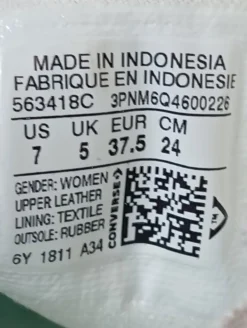 MADE IN INDONESIA
FABRIQUE EN INDONESIE
563418C 3PNM6Q4600226
US UK EUR CM
7 5 37.5 24
GENDER: WOMEN
UPPER LEATHER
LINING: TEXTILE
OUTSOLE: RUBBER
6Y 1811 A34
CONVERSE